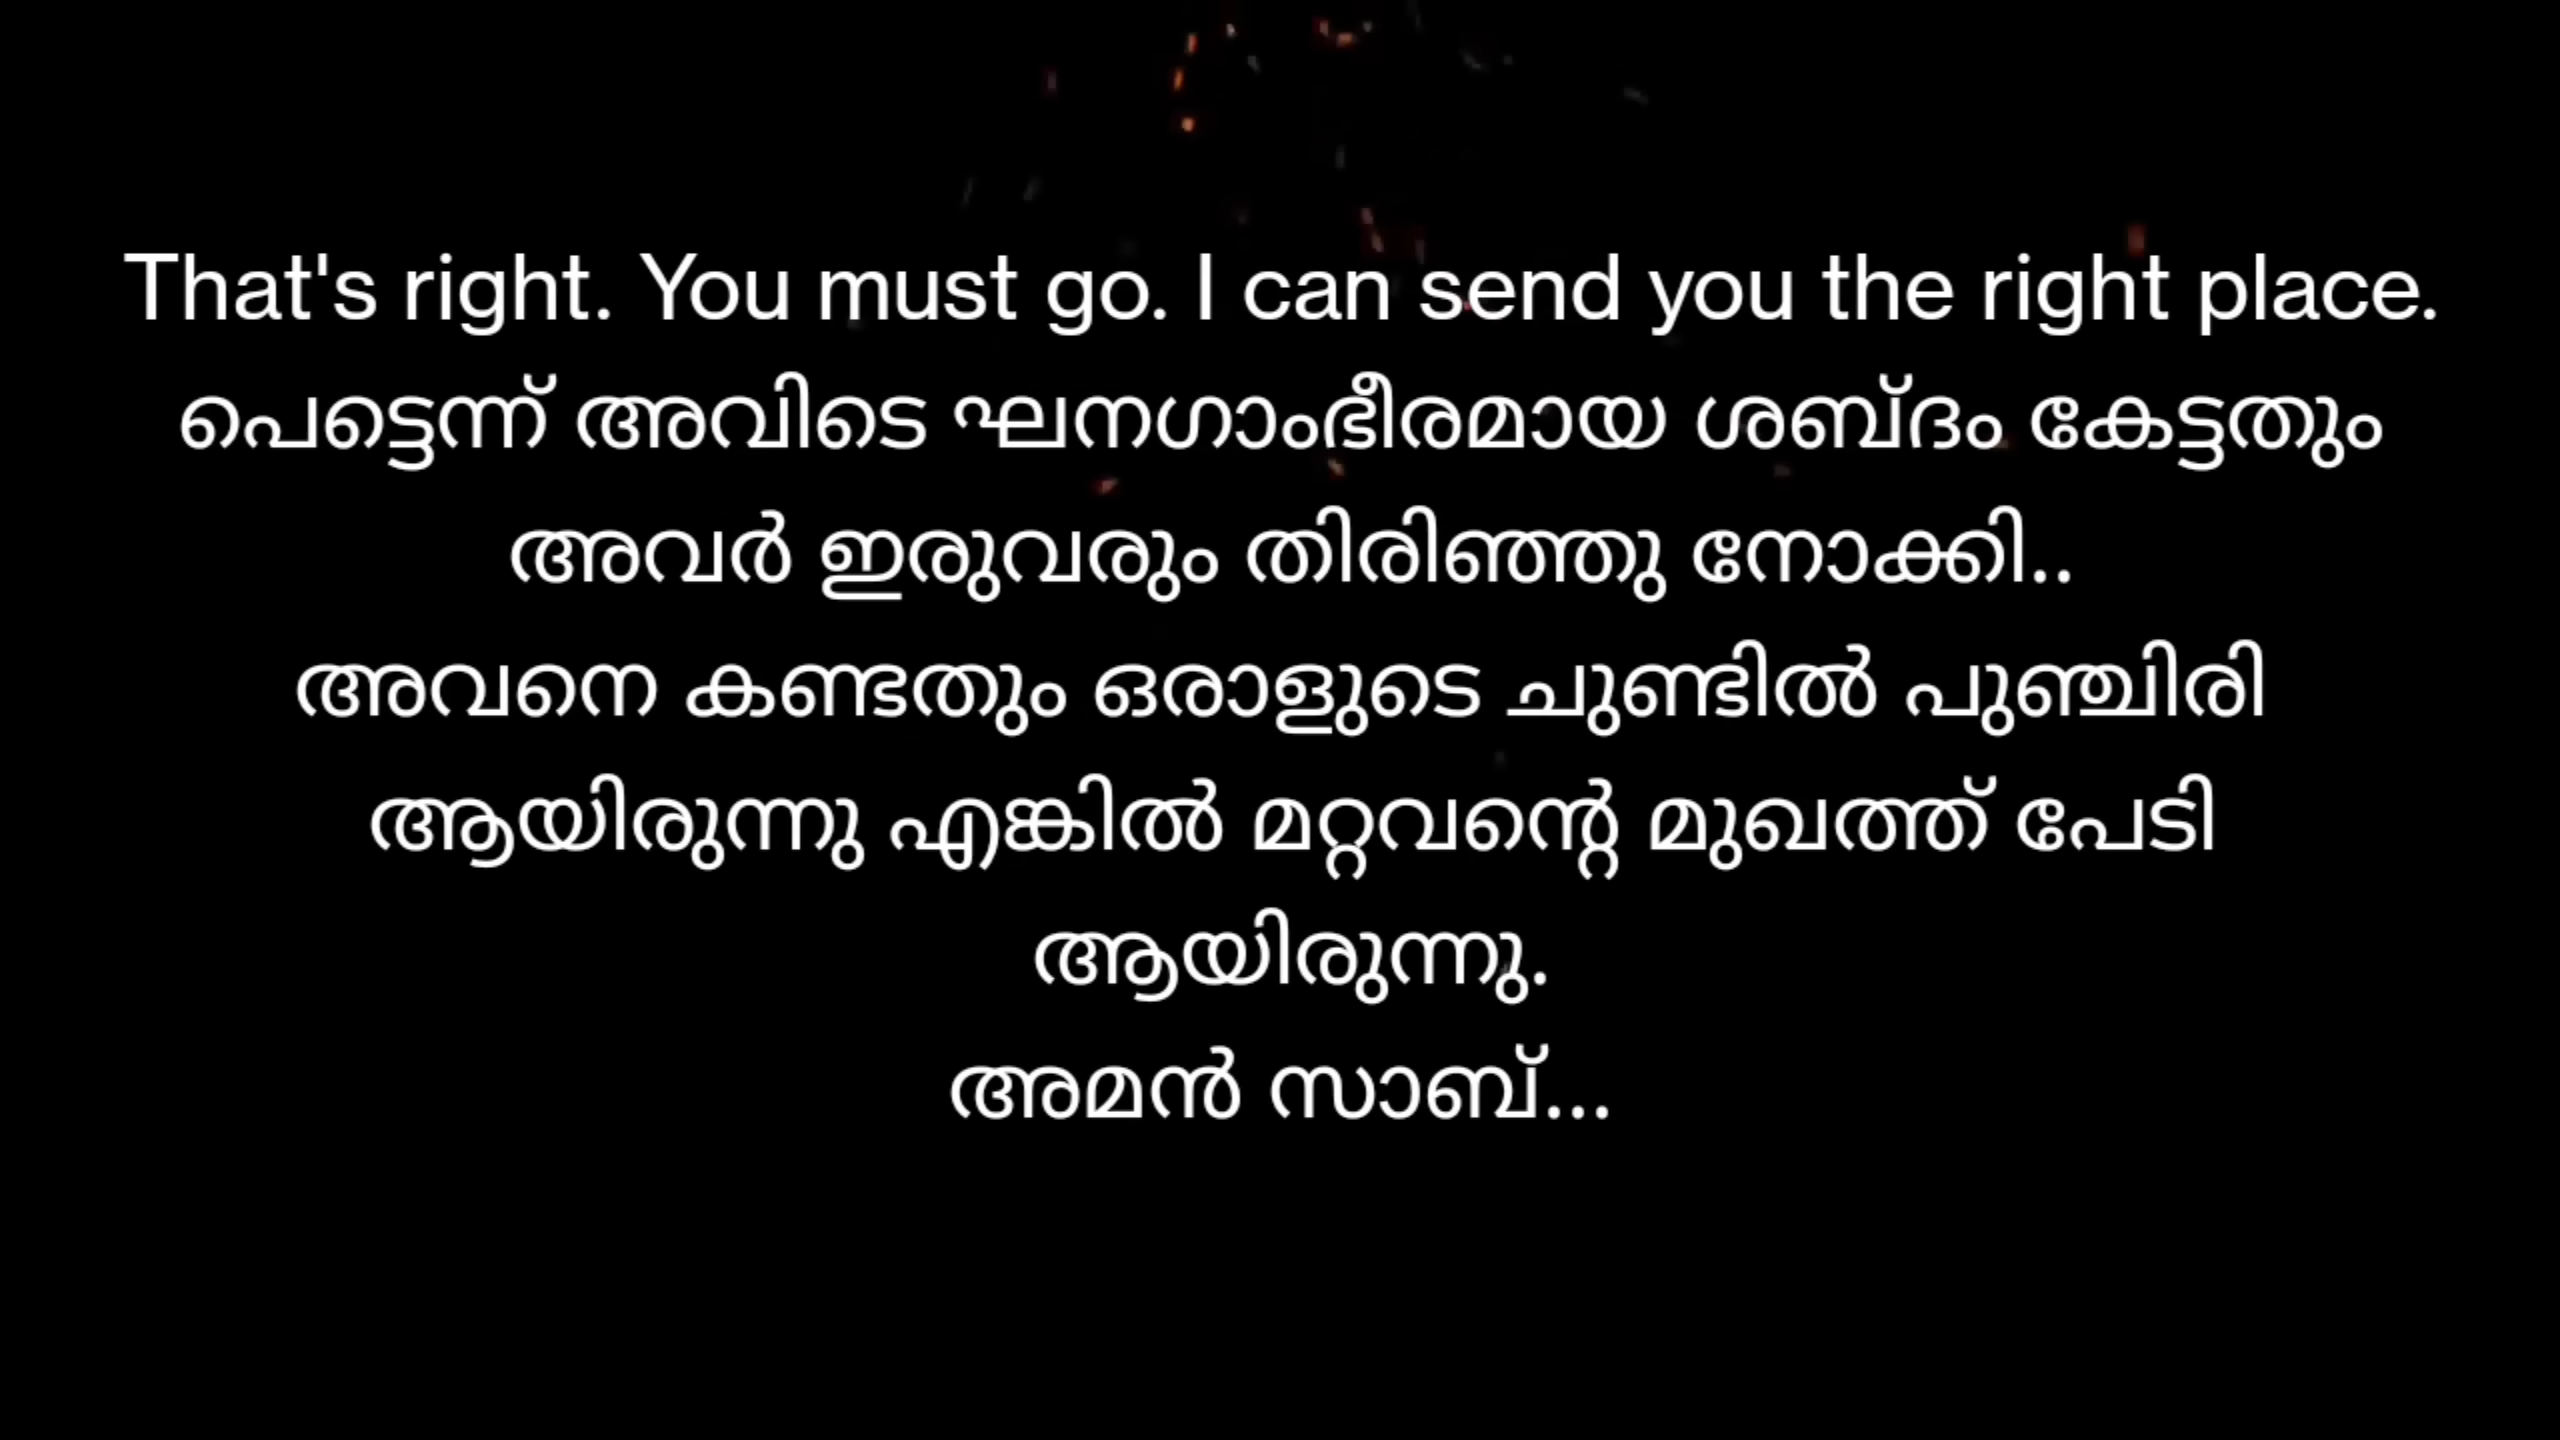 That's right. You must go. I can send you the right place.
പെട്ടെന്ന് അവിടെ ഘനഗാംഭീരമായ ശബ്ദം കേട്ടതും
അവർ ഇരുവരും തിരിഞ്ഞു നോക്കി..
അവനെ കണ്ടതും ഒരാളുടെ ചുണ്ടിൽ പുഞ്ചിരി
ആയിരുന്നു എങ്കിൽ മറ്റവന്റെ മുഖത്ത് പേടി
ആയിരുന്നു.
അമൻ സാബ്...